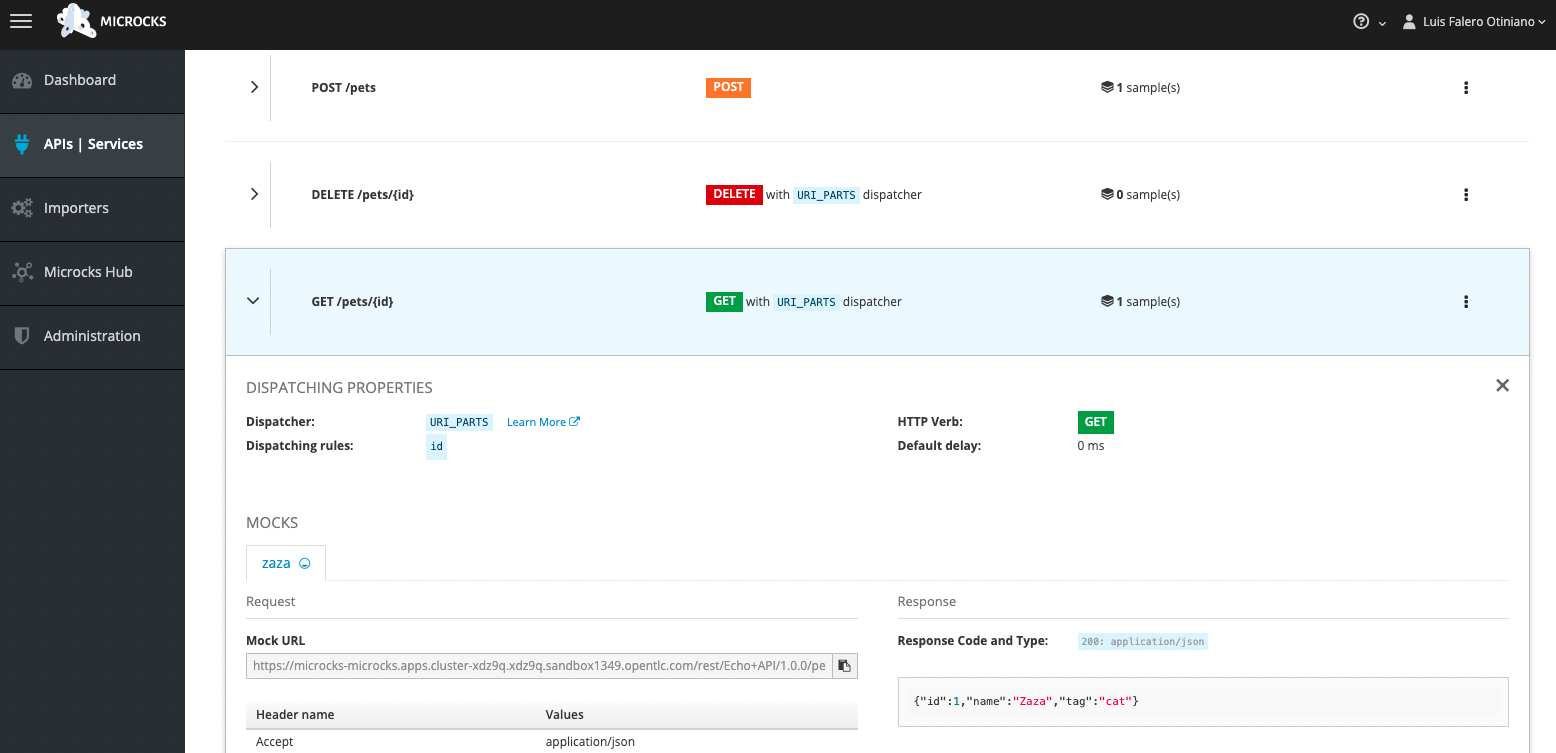 MICROCKS
Luis Falero Otiniano
Dashboard
APIs | Services
Importers
Microcks Hub
Administration
POST /pets POST 1 sample(s)
DELETE /pets/{id} DELETE with URI_PARTS dispatcher 0 sample(s)
GET /pets/{id} GET with URI_PARTS dispatcher 1 sample(s)
DISPATCHING PROPERTIES
Dispatcher: URI_PARTS Learn More HTTP Verb: GET
Dispatching rules: id Default delay: 0 ms
MOCKS
zaza
Request Response
Mock URL Response Code and Type: 200: application/json
https://microcks-microcks.apps.cluster-xdz9q.xdz9q.sandbox1349.opentlc.com/rest/Echo+API/1.0.0/pe
{"id":1,"name":"Zaza","tag":"cat"}
Header name Values
Accept application/json